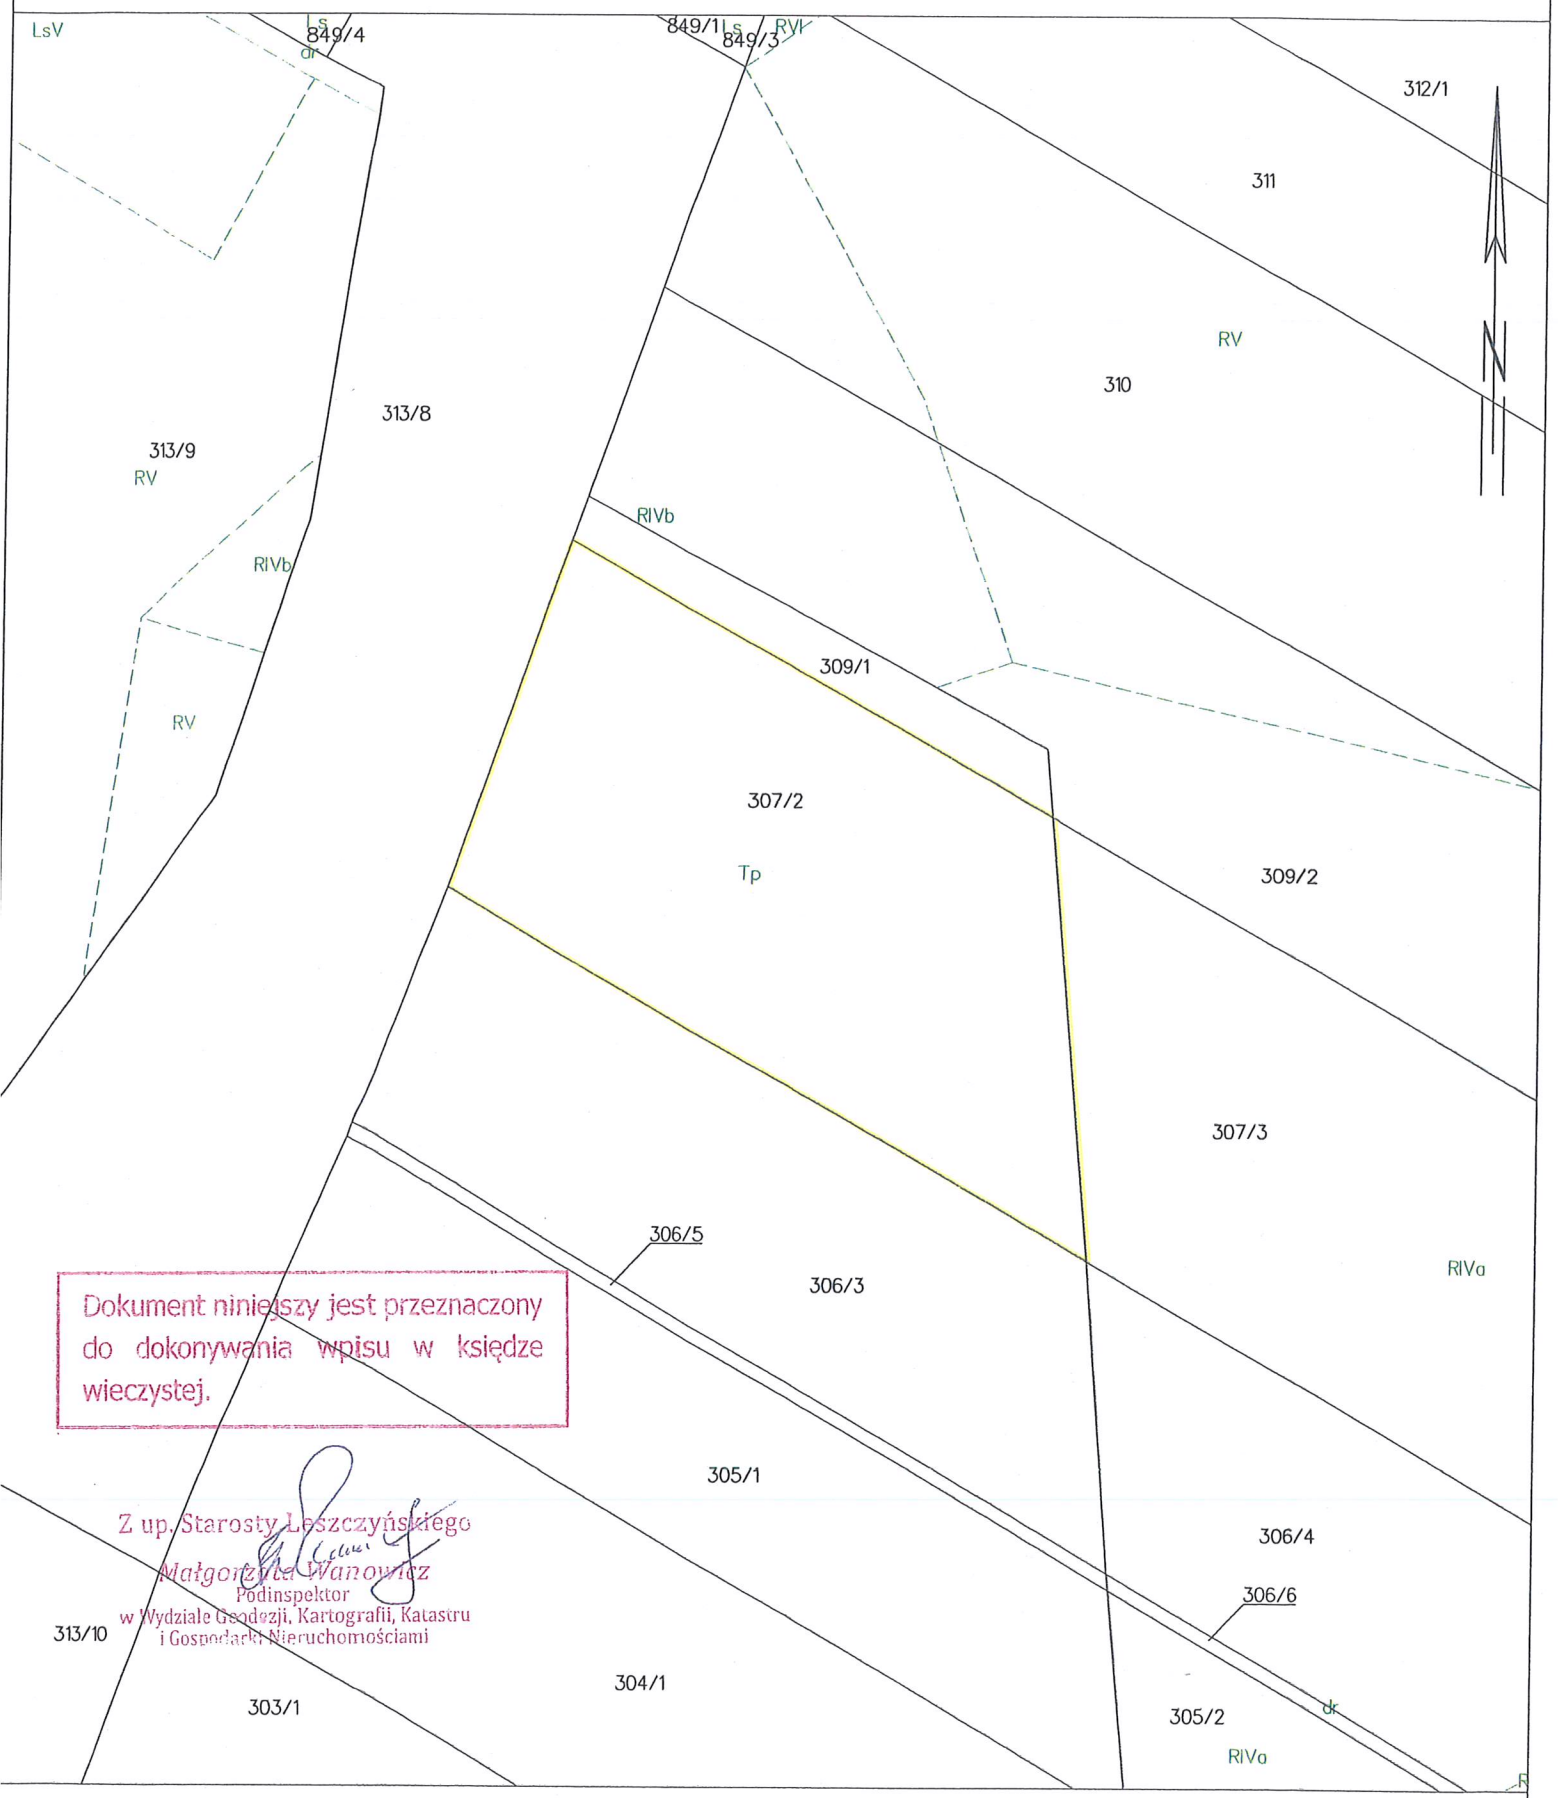 LsV
Ls
849/4
dr
849/1
Ls
849/3
RVI
312/1
311
RV
310
313/8
313/9
RV
N
RIVb
RIVb
309/1
RV
307/2
Tp
309/2
307/3
306/5
306/3
RIVa
Dokument niniejszy jest przeznaczony
do dokonywania wpisu w księdze
wieczystej.
305/1
Z up. Starosty Leszczyńskiego
Małgorzata Wanowicz
Podinspektor
w Wydziale Geodezji, Kartografii, Katastru
i Gospodarki Nieruchomościami
306/4
306/6
313/10
304/1
303/1
305/2
dr
RIVa
R